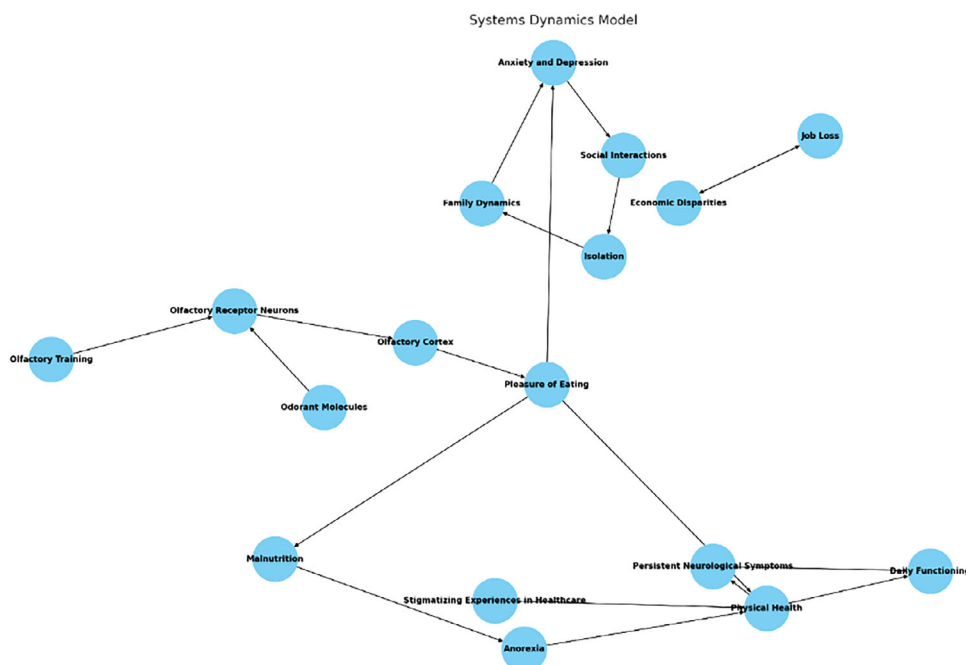 Systems Dynamics Model
Anxiety and Depression
Job Loss
Social Interactions
Family Dynamics
Economic Disparities
Isolation
Olfactory Receptor Neurons
Olfactory Cortex
Olfactory Training
Pleasure of Eating
Odorant Molecules
Malnutrition
Persistent Neurological Symptoms
Daily Functioning
Stigmatizing Experiences in Healthcare
Physical Health
Anorexia